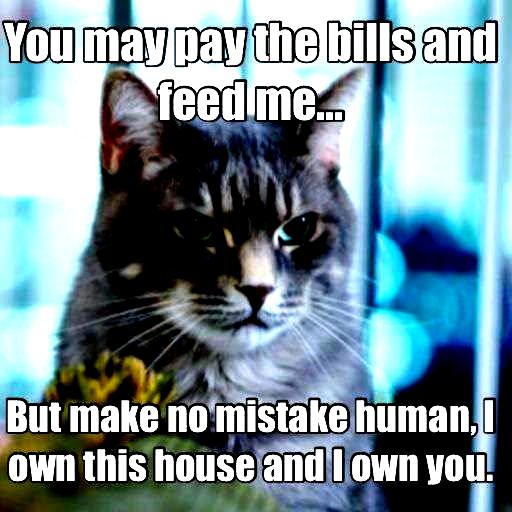 You may pay the bills and
feed me...
But make no mistake human, I
own this house and I own you.